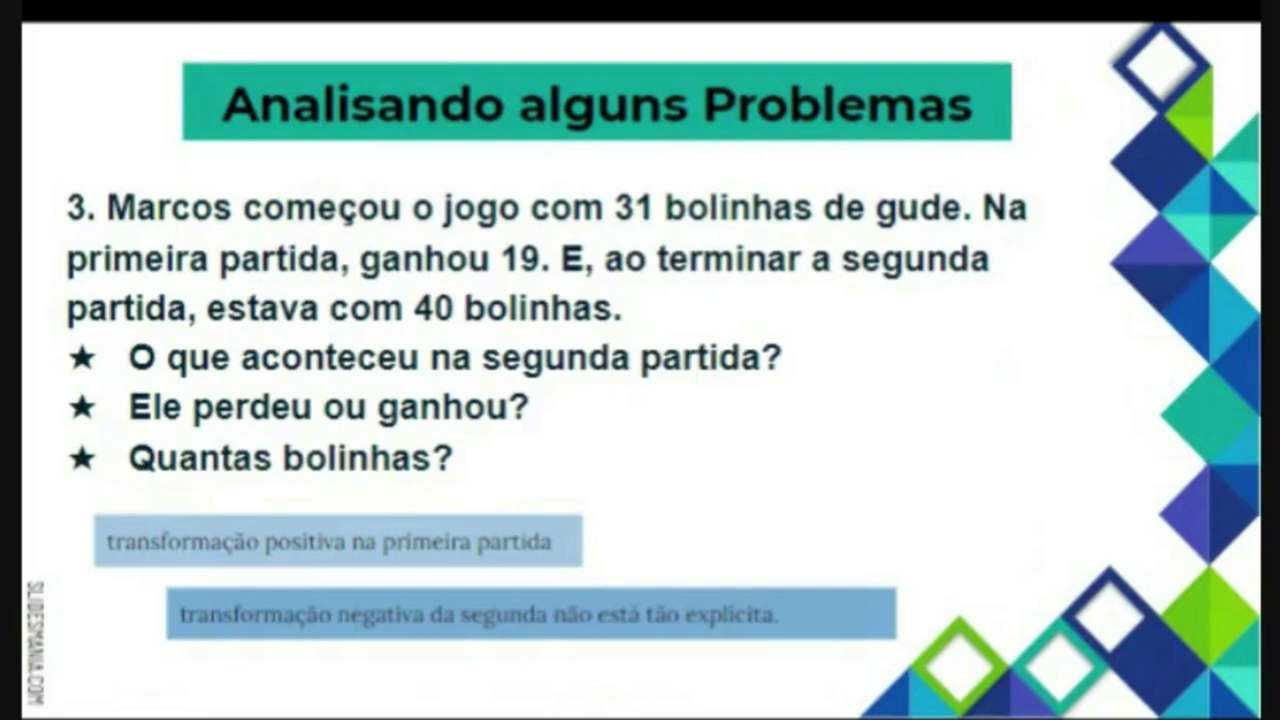 Analisando alguns Problemas
3. Marcos começou o jogo com 31 bolinhas de gude. Na
primeira partida, ganhou 19. E, ao terminar a segunda
partida, estava com 40 bolinhas.
★ O que aconteceu na segunda partida?
★ Ele perdeu ou ganhou?
★ Quantas bolinhas?
transformação positiva na primeira partida
transformação negativa da segunda não está tão explicita.
SLIDESMANIA.COM